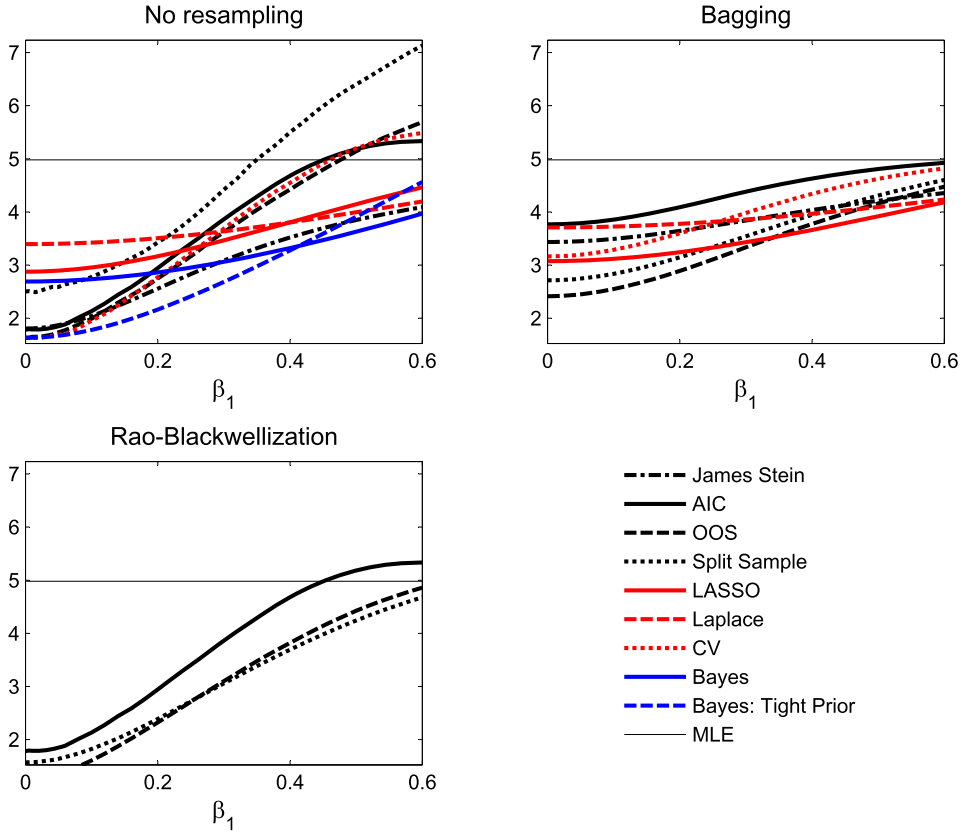 No resampling
7
6
5
4
3
2
0 0.2 0.4 0.6
β1
Bagging
7
6
5
4
3
2
0 0.2 0.4 0.6
β1
Rao-Blackwellization
7
6
5
4
3
2
0 0.2 0.4 0.6
β1
James Stein
AIC
OOS
Split Sample
LASSO
Laplace
CV
Bayes
Bayes: Tight Prior
MLE